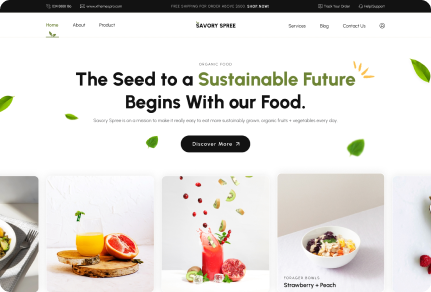 FREE SHIPPING FOR ORDER ABOVE $200. SHOP NOW!
Track Your Order
Help/Support
Home
About
Product
SAVORY SPREE
Services
Blog
Contact Us
ORGANIC FOOD
The Seed to a Sustainable Future
Begins With our Food.
Savory Spree is on a mission to make it really easy to eat more sustainably grown organic fruits + vegetables every day.
Discover More
FORAGER BOWLS
Strawberry + Peach